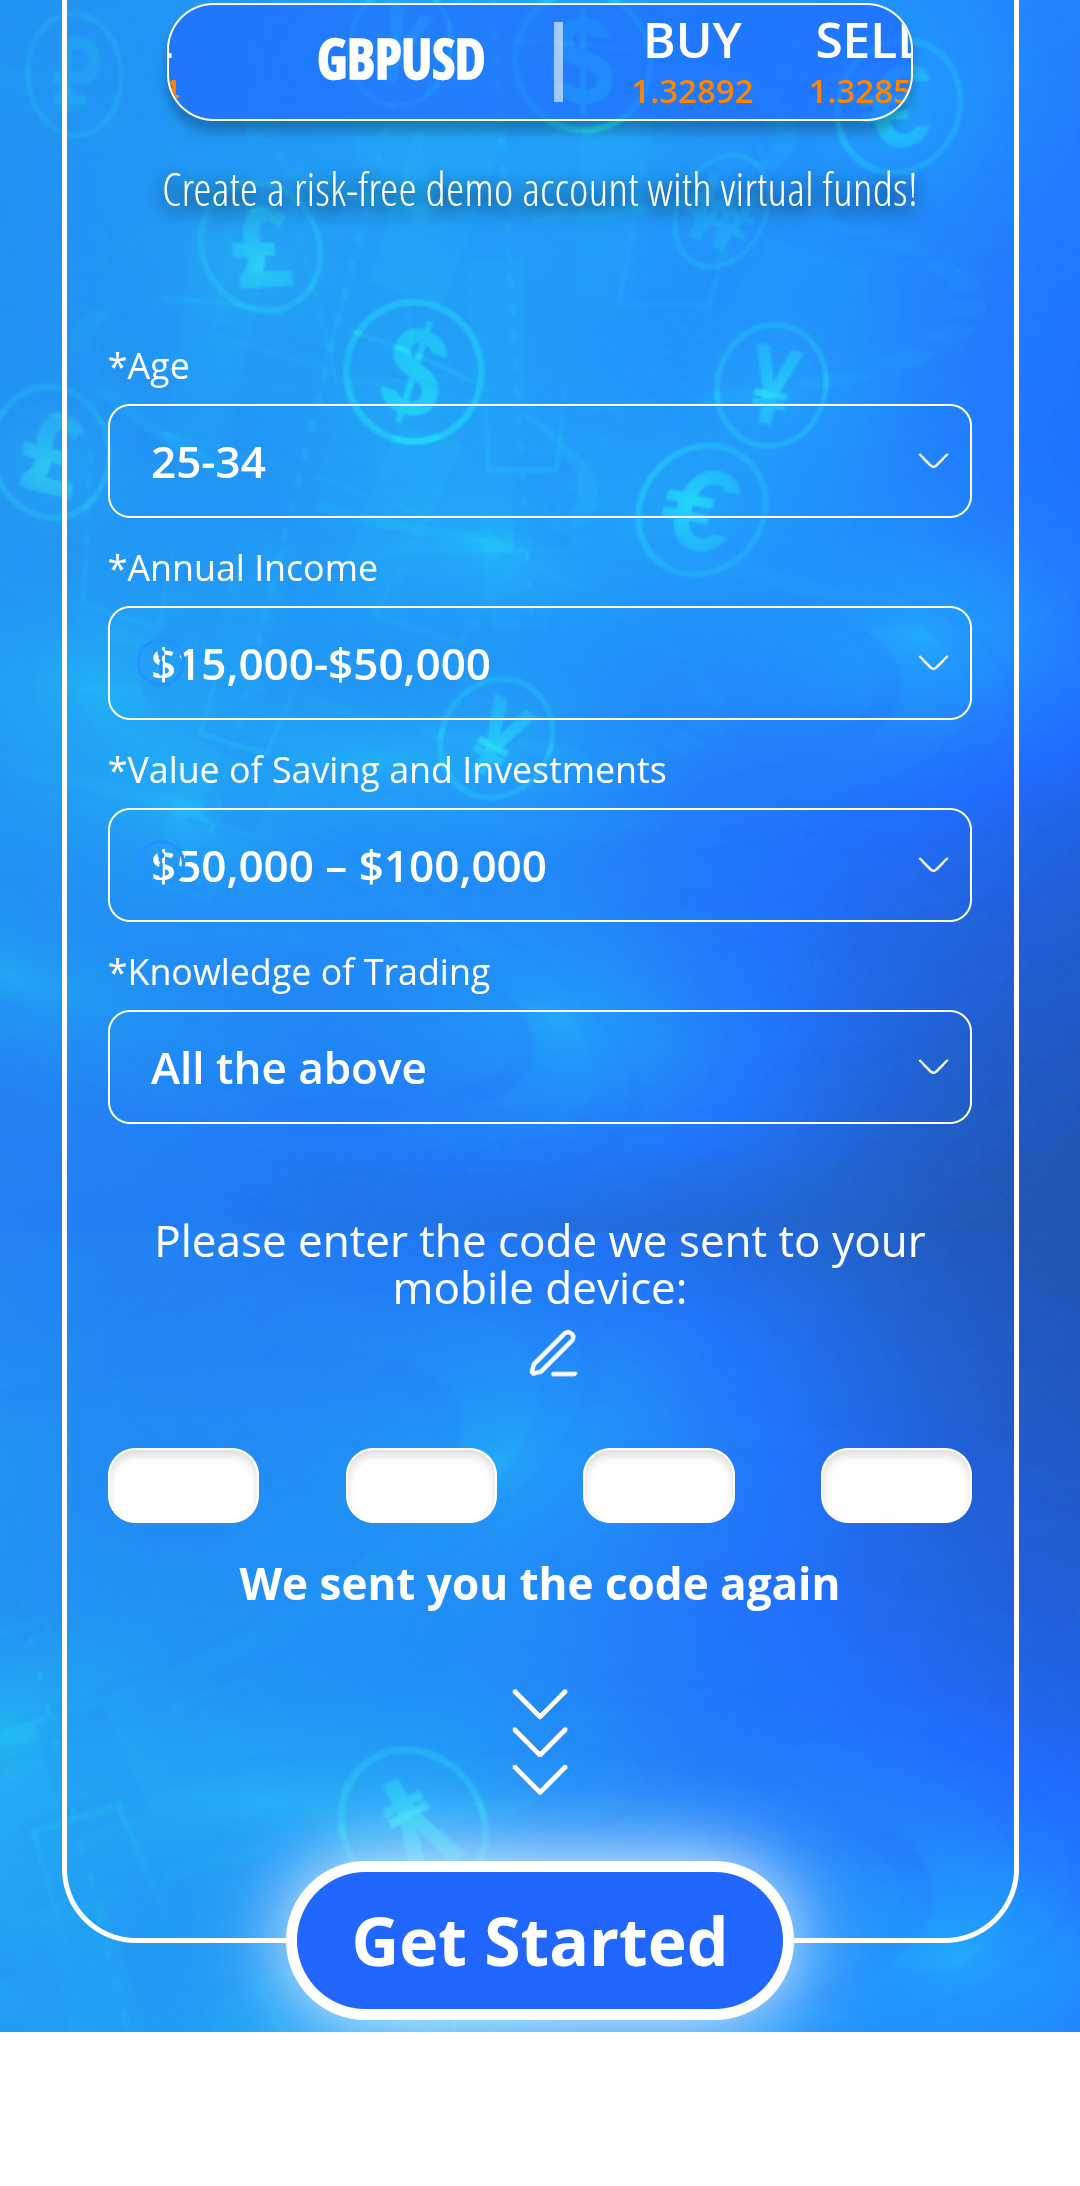 GBPUSD
BUY SELL
1.32892 1.3285
Create a risk-free demo account with virtual funds!
*Age
25-34
*Annual Income
$15,000-$50,000
*Value of Saving and Investments
$50,000 – $100,000
*Knowledge of Trading
All the above
Please enter the code we sent to your
mobile device:
We sent you the code again
Get Started